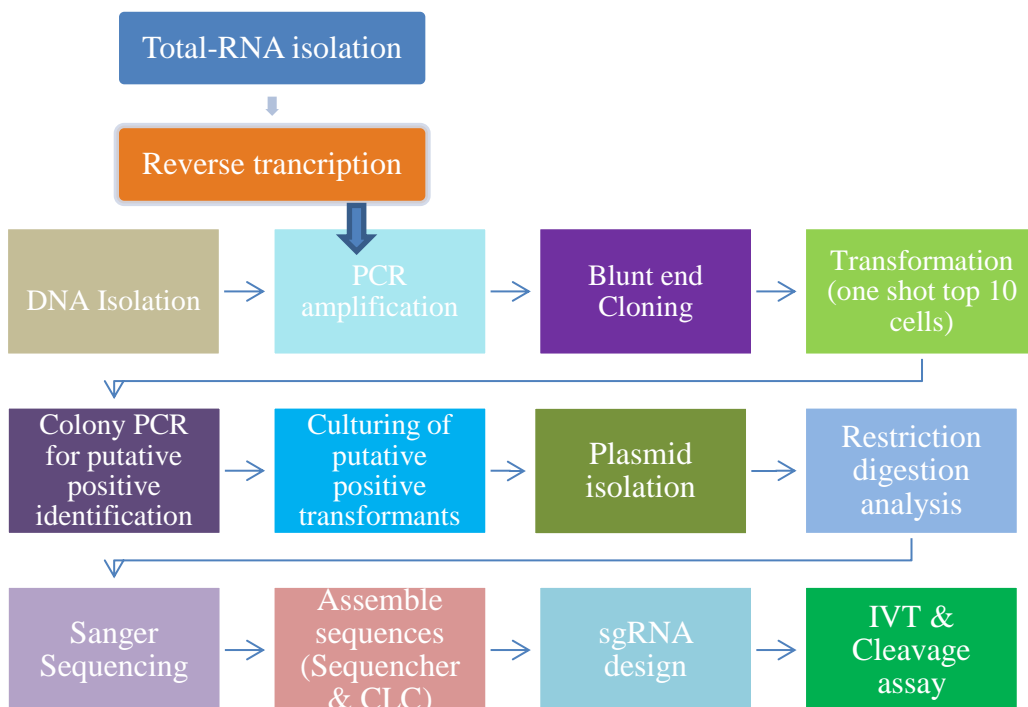 Total-RNA isolation
Reverse trancription
DNA Isolation
PCR
amplification
Blunt end
Cloning
Transformation
(one shot top 10
cells)
Colony PCR
for putative
positive
identification
Culturing of
putative
positive
transformants
Plasmid
isolation
Restriction
digestion
analysis
Sanger
Sequencing
Assemble
sequences
(Sequencher
& CLC)
sgRNA
design
IVT &
Cleavage
assay